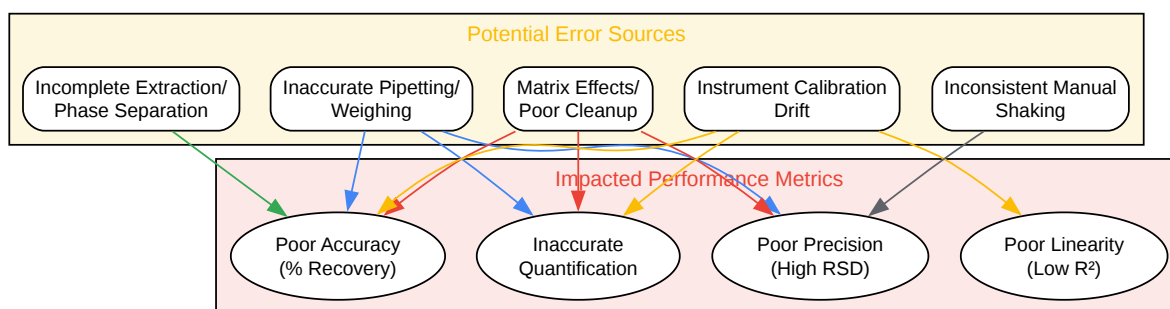 Potential Error Sources
Incomplete Extraction/
Phase Separation
Inaccurate Pipetting/
Weighing
Matrix Effects/
Poor Cleanup
Instrument Calibration
Drift
Inconsistent Manual
Shaking
Impacted Performance Metrics
Poor Accuracy
(% Recovery)
Inaccurate
Quantification
Poor Precision
(High RSD)
Poor Linearity
(Low R²)